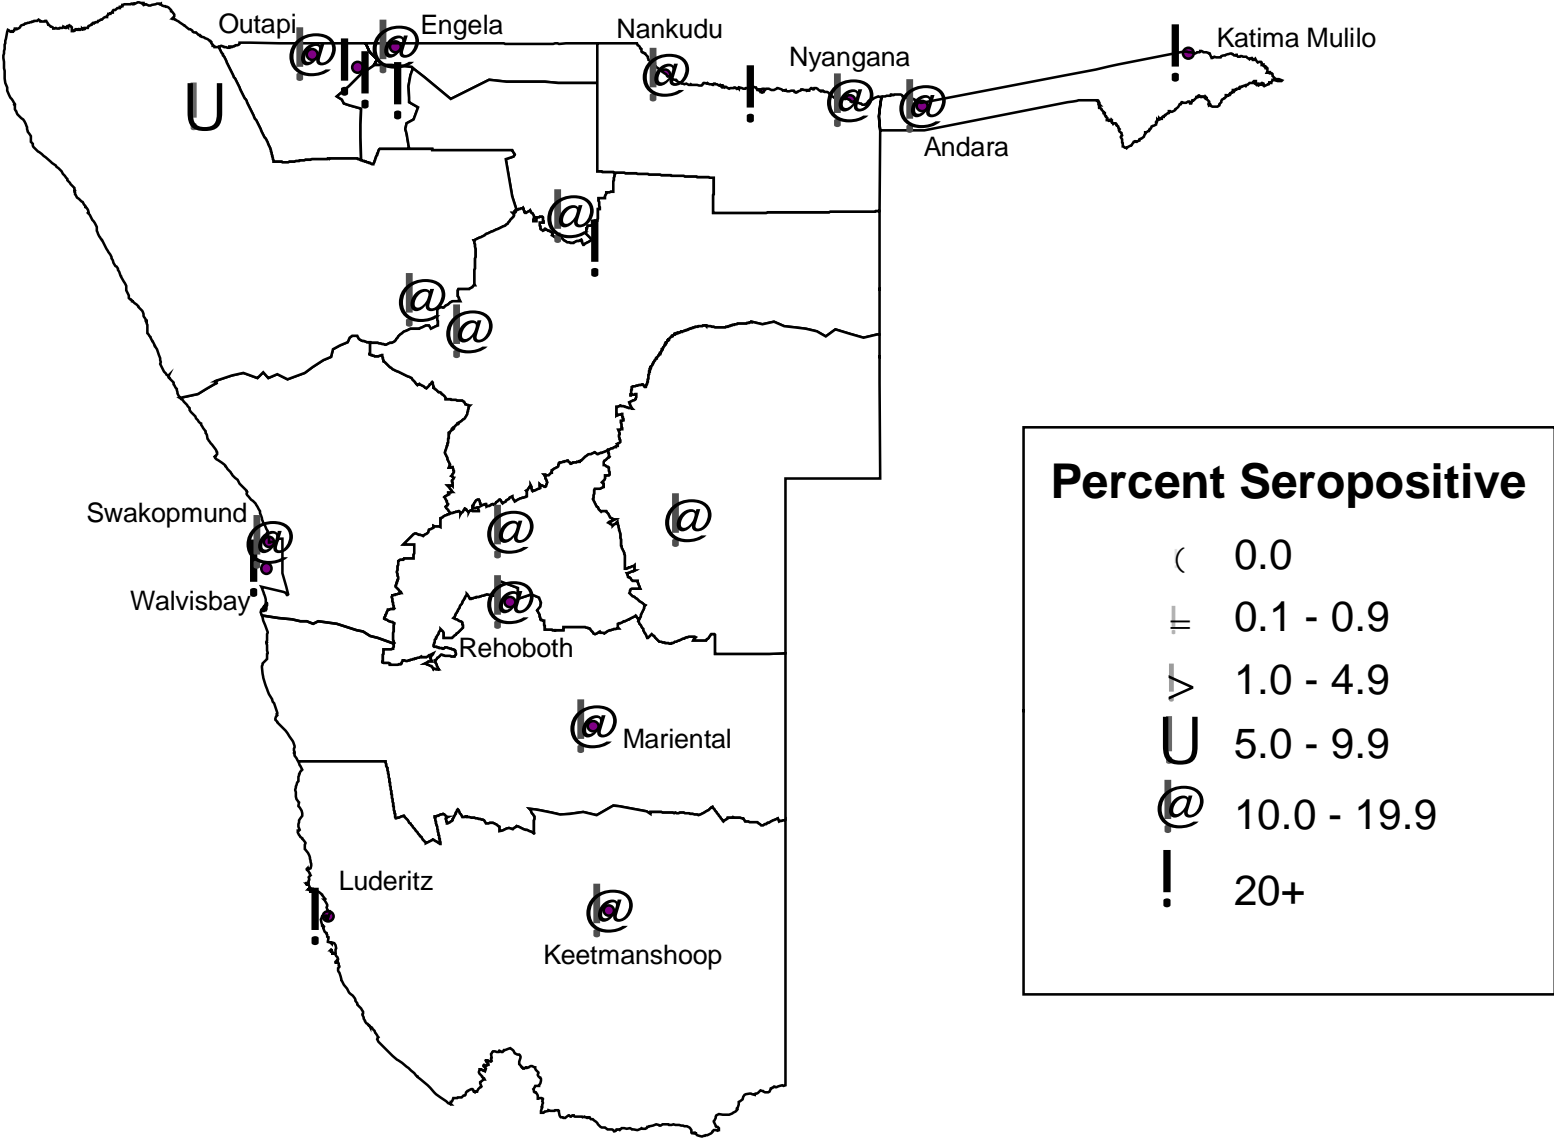 Outapi
Engela
Nankudu
Nyangana
Katima Mulilo
Andara
Swakopmund
Walvisbay
Rehoboth
Mariental
Luderitz
Keetmanshoop
Percent Seropositive
( 0.0
= 0.1 - 0.9
> 1.0 - 4.9
U 5.0 - 9.9
@ 10.0 - 19.9
! 20+